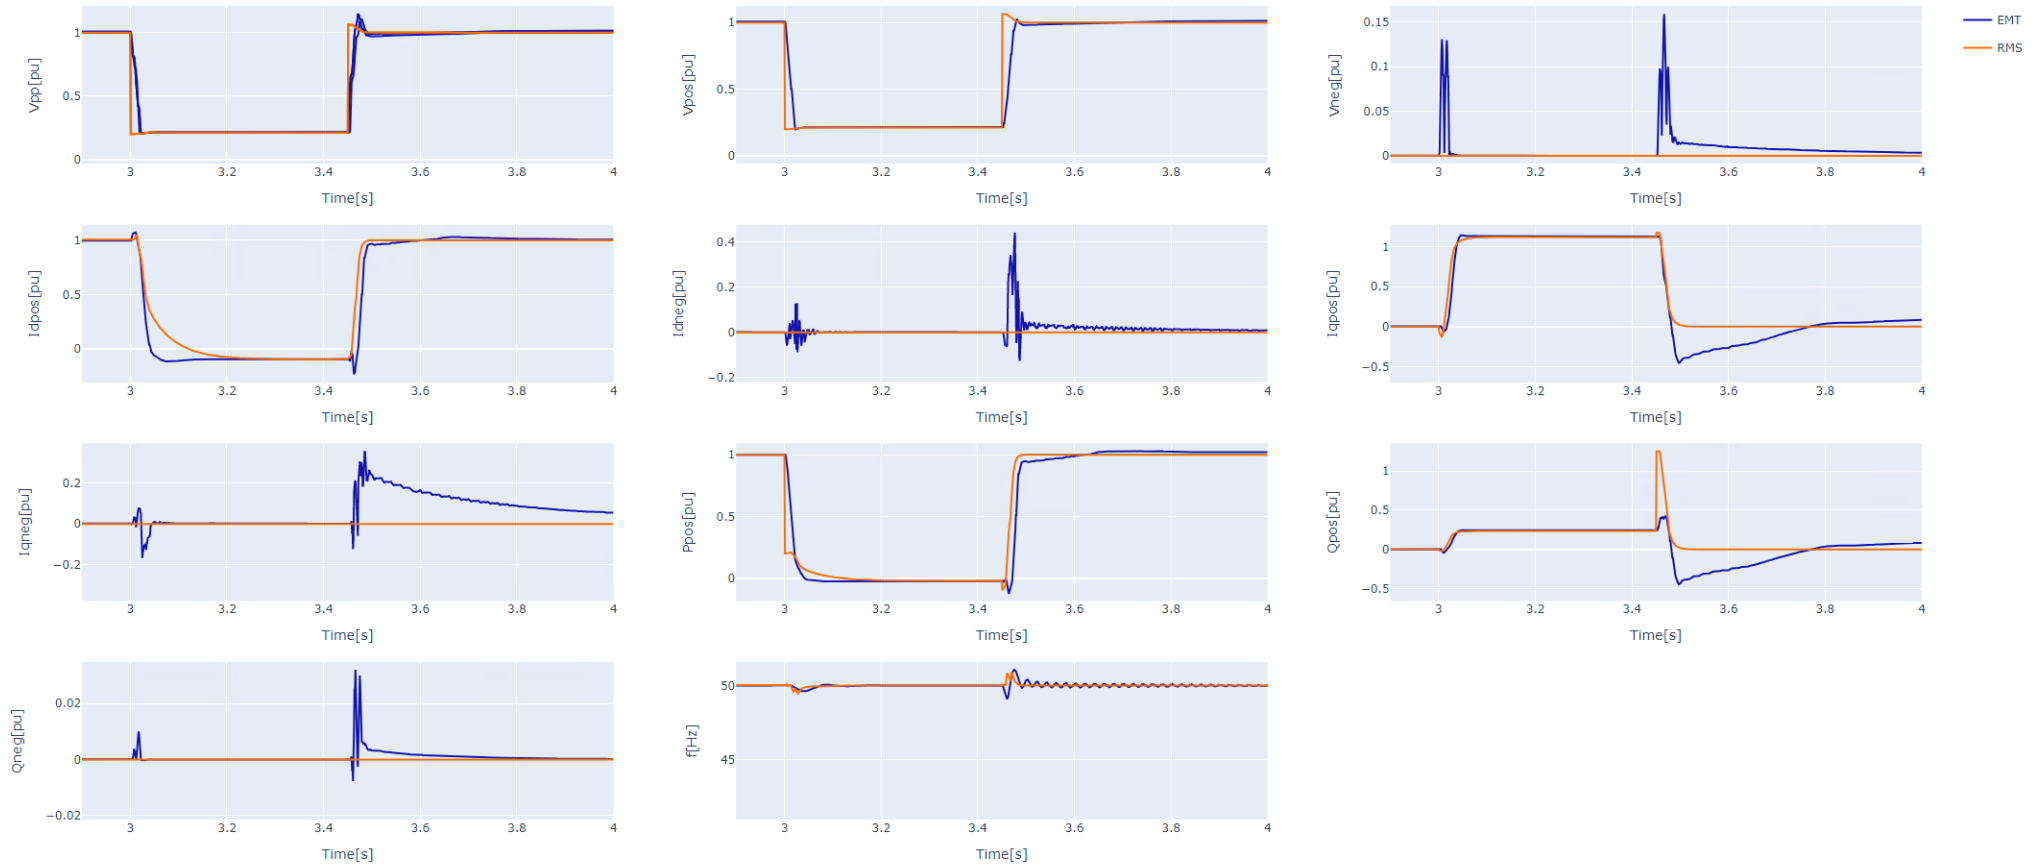 Vpp[pu]
1
0.5
0
3 3.2 3.4 3.6 3.8 4
Time[s]
Vpos[pu]
1
0.5
0
3 3.2 3.4 3.6 3.8 4
Time[s]
Vneg[pu]
0.15
0.1
0.05
0
3 3.2 3.4 3.6 3.8 4
Time[s]
EMT
RMS
Idpos[pu]
1
0.5
0
3 3.2 3.4 3.6 3.8 4
Time[s]
Idneg[pu]
0.4
0.2
0
−0.2
3 3.2 3.4 3.6 3.8 4
Time[s]
Iqpos[pu]
1
0.5
0
−0.5
3 3.2 3.4 3.6 3.8 4
Time[s]
Iqneg[pu]
0.2
0
−0.2
3 3.2 3.4 3.6 3.8 4
Time[s]
Ppos[pu]
1
0.5
0
3 3.2 3.4 3.6 3.8 4
Time[s]
Qpos[pu]
1
0.5
0
−0.5
3 3.2 3.4 3.6 3.8 4
Time[s]
Qneg[pu]
0.02
0
−0.02
3 3.2 3.4 3.6 3.8 4
Time[s]
f[Hz]
50
45
3 3.2 3.4 3.6 3.8 4
Time[s]